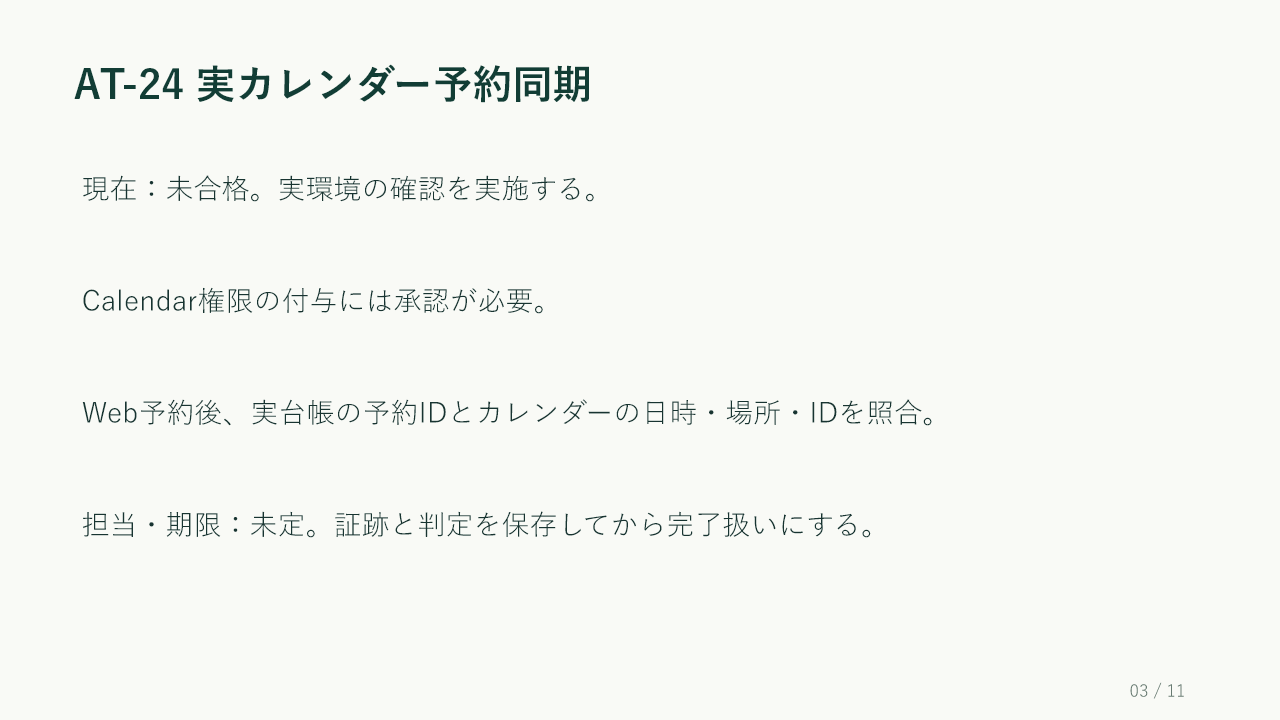 AT-24 実カレンダー予約同期
現在：未合格。実環境の確認を実施する。
Calendar権限の付与には承認が必要。
Web予約後、実台帳の予約IDとカレンダーの日時・場所・IDを照合。
担当・期限：未定。証跡と判定を保存してから完了扱いにする。
03 / 11